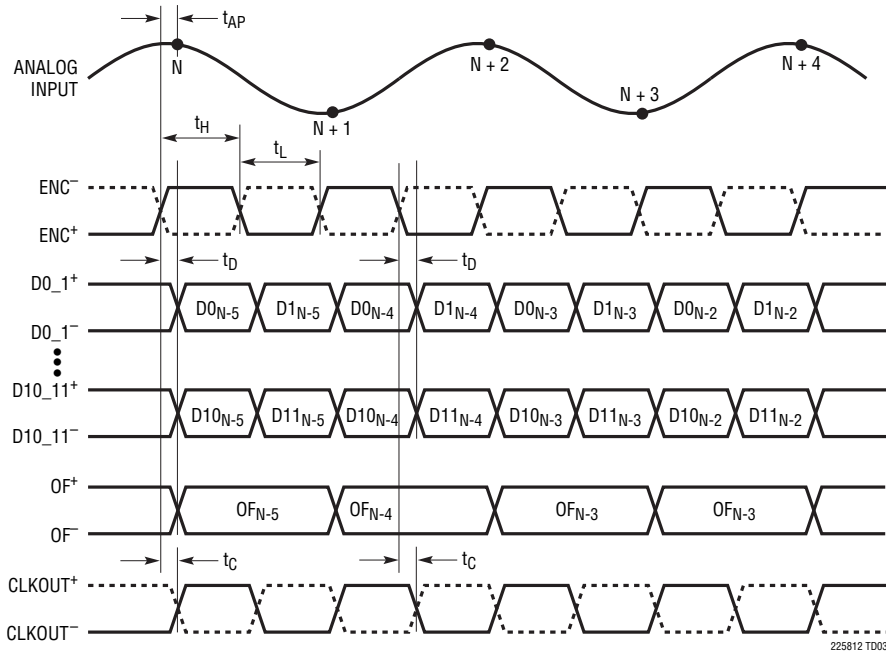 tAP
ANALOG
INPUT
N
N + 1
N + 2
N + 3
N + 4
tH
tL
ENC–
ENC+
tD
tD
D0_1+
D0_1–
D0N-5
D1N-5
D0N-4
D1N-4
D0N-3
D1N-3
D0N-2
D1N-2
D10_11+
D10_11–
D10N-5
D11N-5
D10N-4
D11N-4
D10N-3
D11N-3
D10N-2
D11N-2
OF+
OF–
OFN-5
OFN-4
OFN-3
OFN-3
tC
tC
CLKOUT+
CLKOUT–
225812 TD03